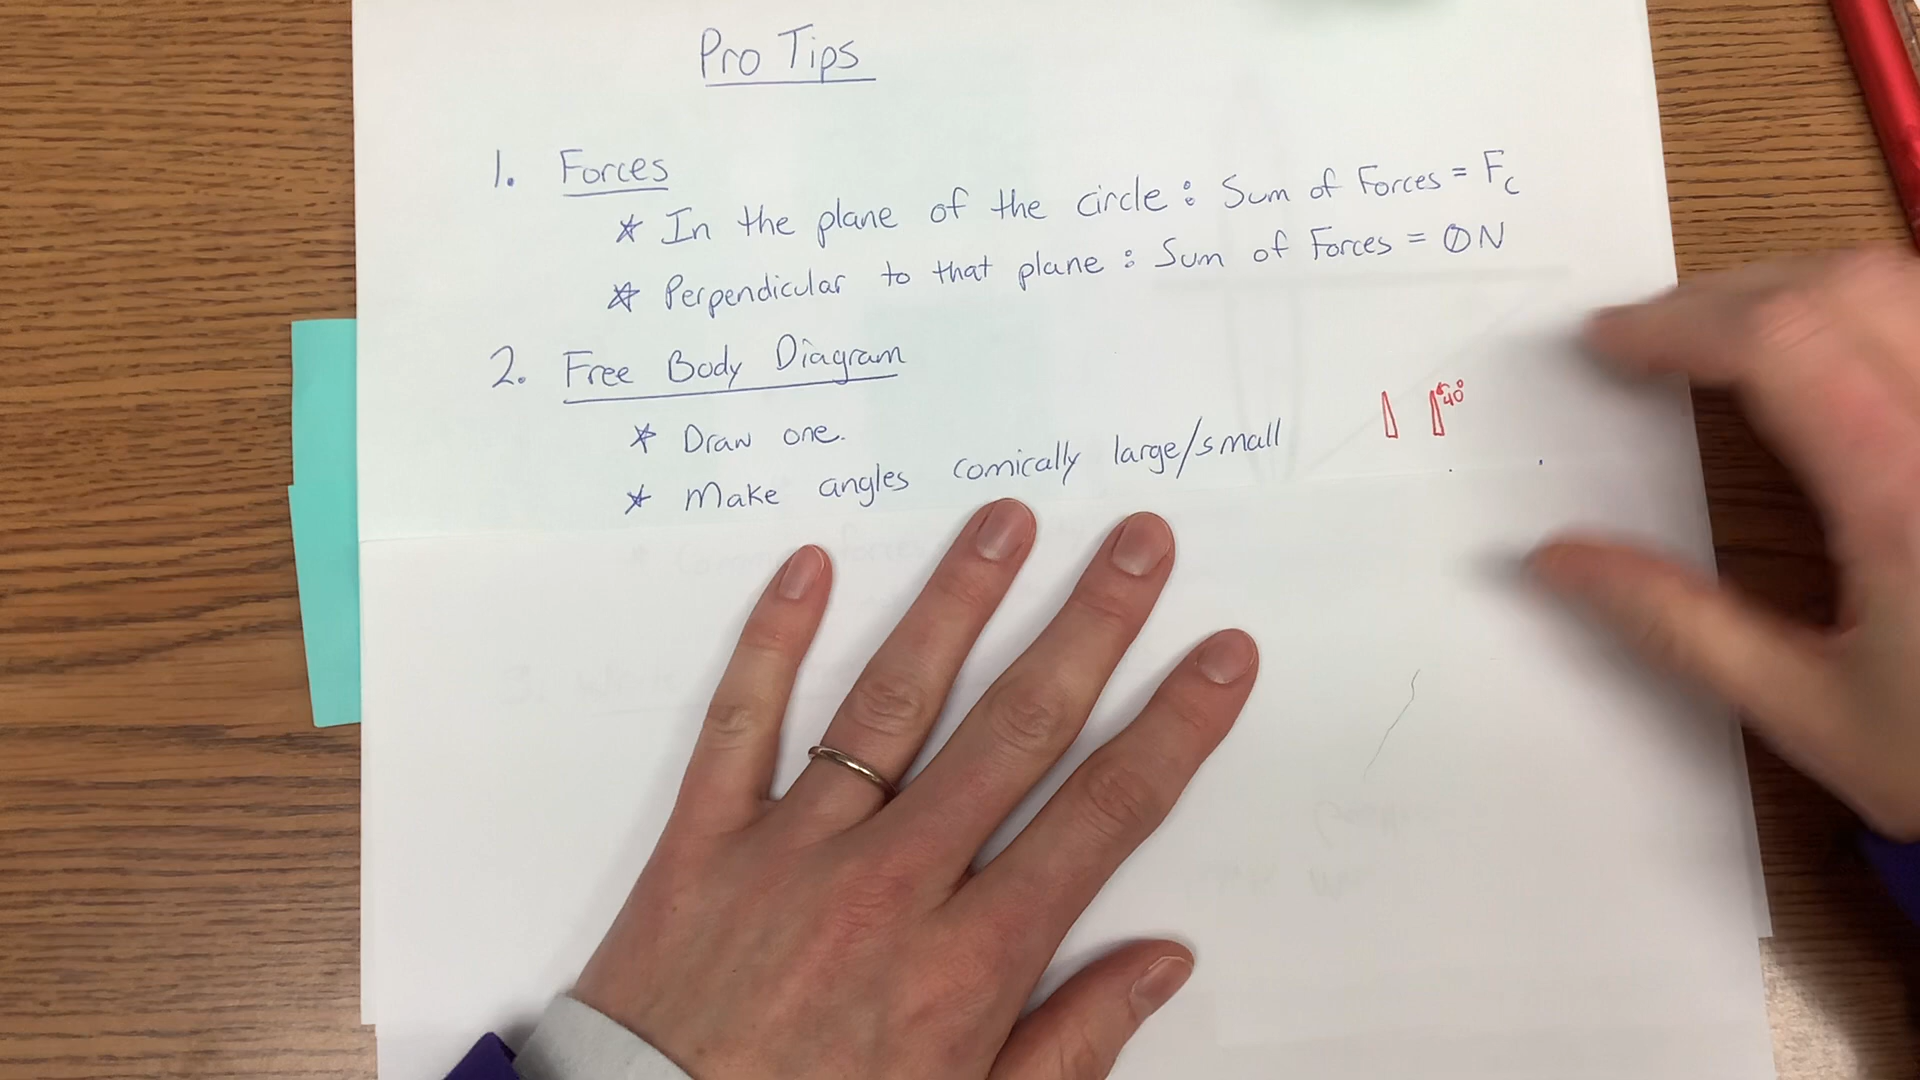 Pro Tips
1. Forces
* In the plane of the circle: Sum of Forces = Fc
* Perpendicular to that plane: Sum of Forces = 0N
2. Free Body Diagram
* Draw one.
* Make angles comically large/small
40°